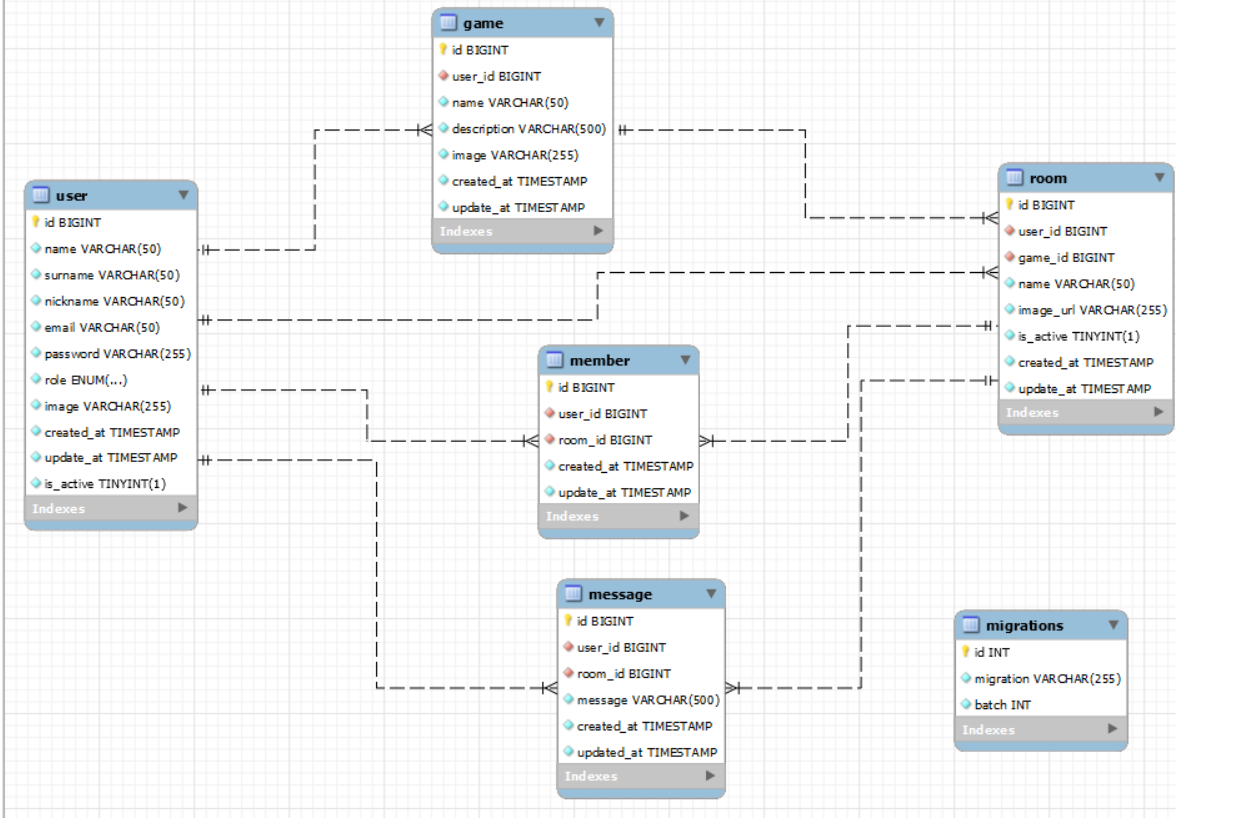 game
id BIGINT
user_id BIGINT
name VARCHAR(50)
description VARCHAR(500)
image VARCHAR(255)
created_at TIMESTAMP
update_at TIMESTAMP
Indexes
user
id BIGINT
name VARCHAR(50)
surname VARCHAR(50)
nickname VARCHAR(50)
email VARCHAR(50)
password VARCHAR(255)
role ENUM(...)
image VARCHAR(255)
created_at TIMESTAMP
update_at TIMESTAMP
is_active TINYINT(1)
Indexes
room
id BIGINT
user_id BIGINT
game_id BIGINT
name VARCHAR(50)
image_url VARCHAR(255)
is_active TINYINT(1)
created_at TIMESTAMP
update_at TIMESTAMP
Indexes
member
id BIGINT
user_id BIGINT
room_id BIGINT
created_at TIMESTAMP
update_at TIMESTAMP
Indexes
message
id BIGINT
user_id BIGINT
room_id BIGINT
message VARCHAR(500)
created_at TIMESTAMP
updated_at TIMESTAMP
Indexes
migrations
id INT
migration VARCHAR(255)
batch INT
Indexes